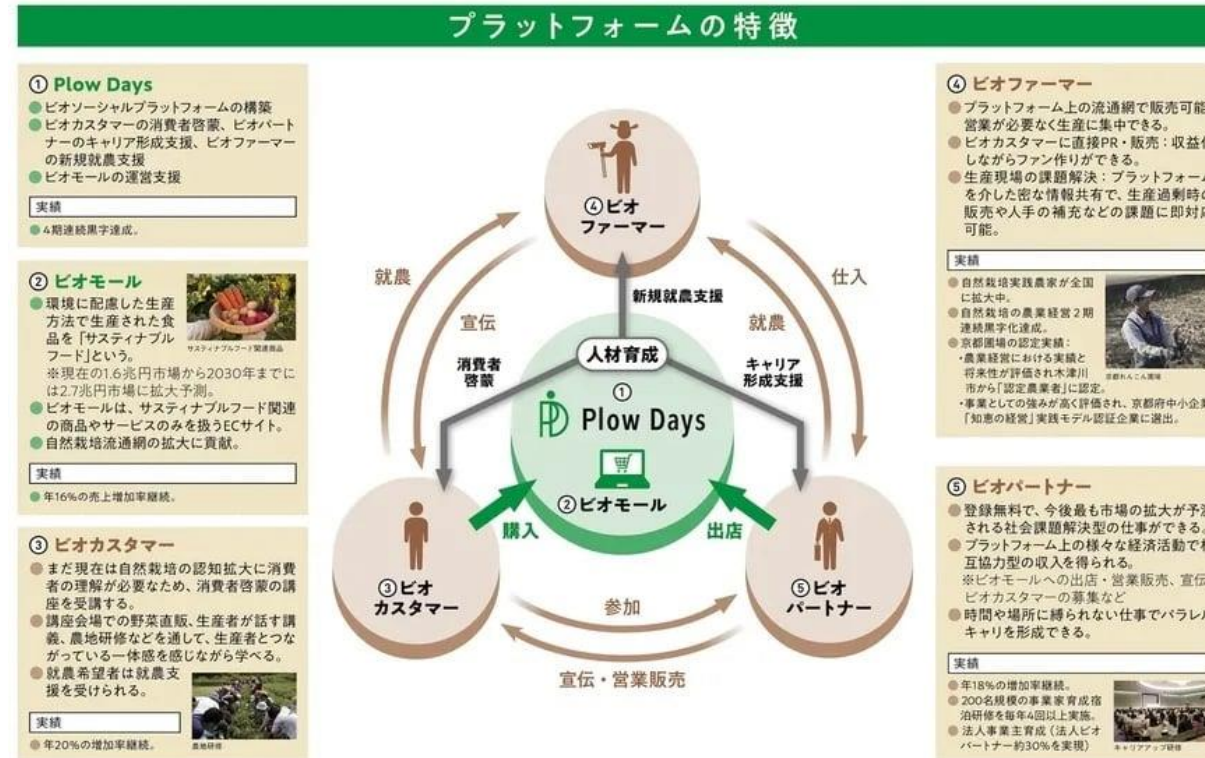 プラットフォームの特徴
① Plow Days
ビオソーシャルプラットフォームの構築
ビオカスタマーの消費者啓蒙、ビオパート
ナーのキャリア形成支援、ビオファーマー
の新規就農支援
ビオモールの運営支援
実績
4期連続黒字達成。
② ビオモール
環境に配慮した生産
方法で生産された食
品を「サスティナブル
フード」という。
※現在の1.6兆円市場から2030年までに
は2.7兆円市場に拡大予測。
ビオモールは、サスティナブルフード関連
の商品やサービスのみを扱うECサイト。
自然栽培流通網の拡大に貢献。
サスティナブルフード関連商品
実績
年16%の売上増加率継続。
③ ビオカスタマー
まだ現在は自然栽培の認知拡大に消費
者の理解が必要なため、消費者啓蒙の講
座を受講する。
講座会場での野菜直販、生産者が話す講
義、農地研修などを通して、生産者とつな
がっている一体感を感じながら学べる。
就農希望者は就農支
援を受けられる。
実績
年20%の増加率継続。
農地研修
④ビオ
ファーマー
就農
宣伝
新規就農支援
就農
仕入
人材育成
消費者
啓蒙
キャリア
形成支援
①
Plow Days
②ビオモール
購入
出店
③ビオ
カスタマー
⑤ビオ
パートナー
参加
宣伝・営業販売
④ ビオファーマー
プラットフォーム上の流通網で販売可能
営業が必要なく生産に集中できる。
ビオカスタマーに直接PR・販売:収益化
しながらファン作りができる。
生産現場の課題解決:プラットフォーム
を介した密な情報共有で、生産過剰時の
販売や人手の補充などの課題に即対応
可能。
実績
自然栽培実践農家が全国
に拡大中。
自然栽培の農業経営2期
連続黒字化達成。
京都圃場の認定実績:
・農業経営における実績と
将来性が評価され木津川
市から「認定農業者」に認定。
・事業としての強みが高く評価され、京都府中小企業
「知恵の経営」実践モデル認証企業に選出。
京都れんこん圃場
⑤ ビオパートナー
登録無料で、今後最も市場の拡大が予測
される社会課題解決型の仕事ができる。
プラットフォーム上の様々な経済活動で相
互協力型の収入を得られる。
※ビオモールへの出店・営業販売、宣伝
ビオカスタマーの募集など
時間や場所に縛られない仕事でパラレル
キャリを形成できる。
実績
年18%の増加率継続。
200名規模の事業家育成宿
泊研修を毎年4回以上実施。
法人事業主育成(法人ビオ
パートナー約30%を実現)
キャリアアップ研修